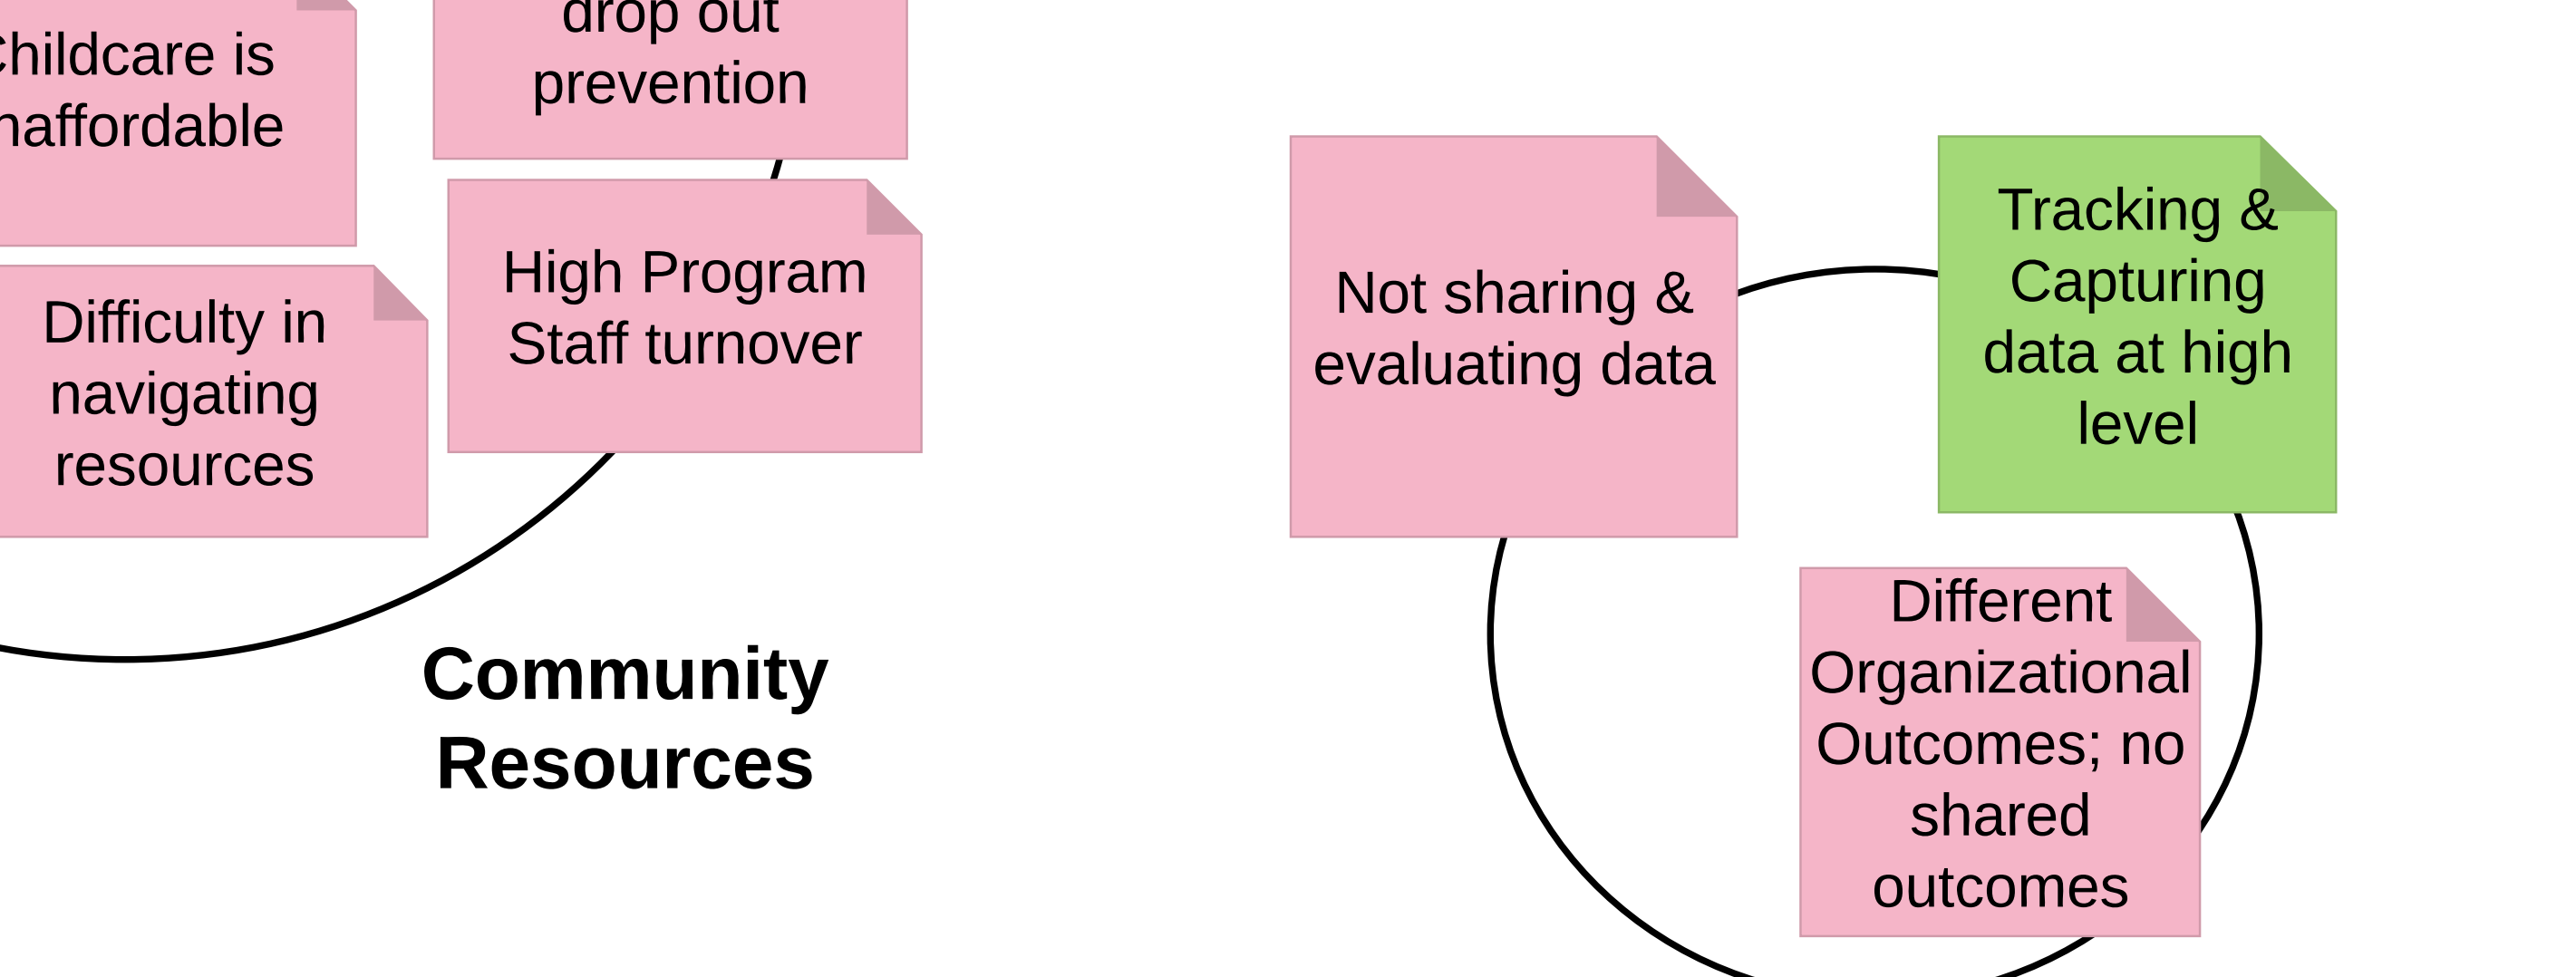 Childcare is
naffordable
drop out
prevention
Difficulty in
navigating
resources
High Program
Staff turnover
Community
Resources
Not sharing &
evaluating data
Tracking &
Capturing
data at high
level
Different
Organizational
Outcomes; no
shared
outcomes